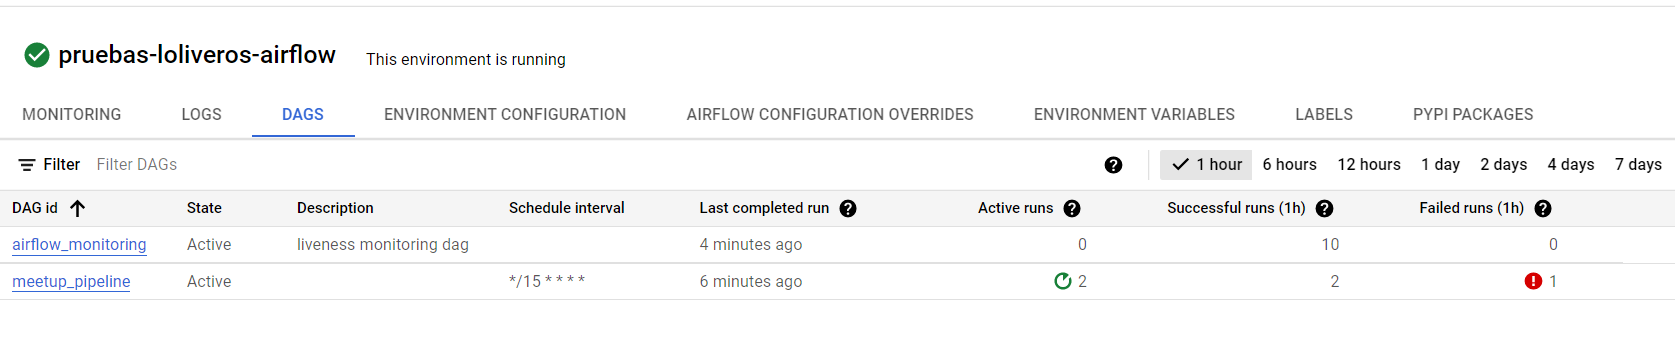 pruebas-loliveros-airflow This environment is running
MONITORING LOGS DAGS ENVIRONMENT CONFIGURATION AIRFLOW CONFIGURATION OVERRIDES ENVIRONMENT VARIABLES LABELS PYPI PACKAGES
Filter Filter DAGs 1 hour 6 hours 12 hours 1 day 2 days 4 days 7 days
DAG id State Description Schedule interval Last completed run Active runs Successful runs (1h) Failed runs (1h)
airflow_monitoring Active liveness monitoring dag 4 minutes ago 0 10 0
meetup_pipeline Active */15 * * * * 6 minutes ago 2 2 1